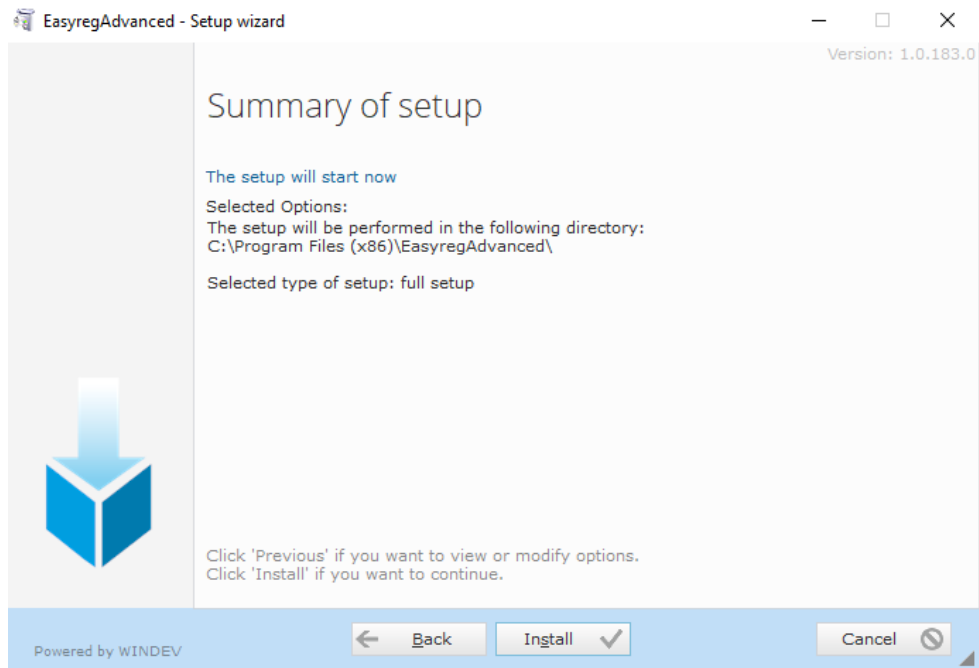 EasyregAdvanced - Setup wizard
Version: 1.0.183.0
Summary of setup
The setup will start now
Selected Options:
The setup will be performed in the following directory:
C:\Program Files (x86)\EasyregAdvanced\
Selected type of setup: full setup
Click 'Previous' if you want to view or modify options.
Click 'Install' if you want to continue.
Powered by WINDEV
Back
Install
Cancel